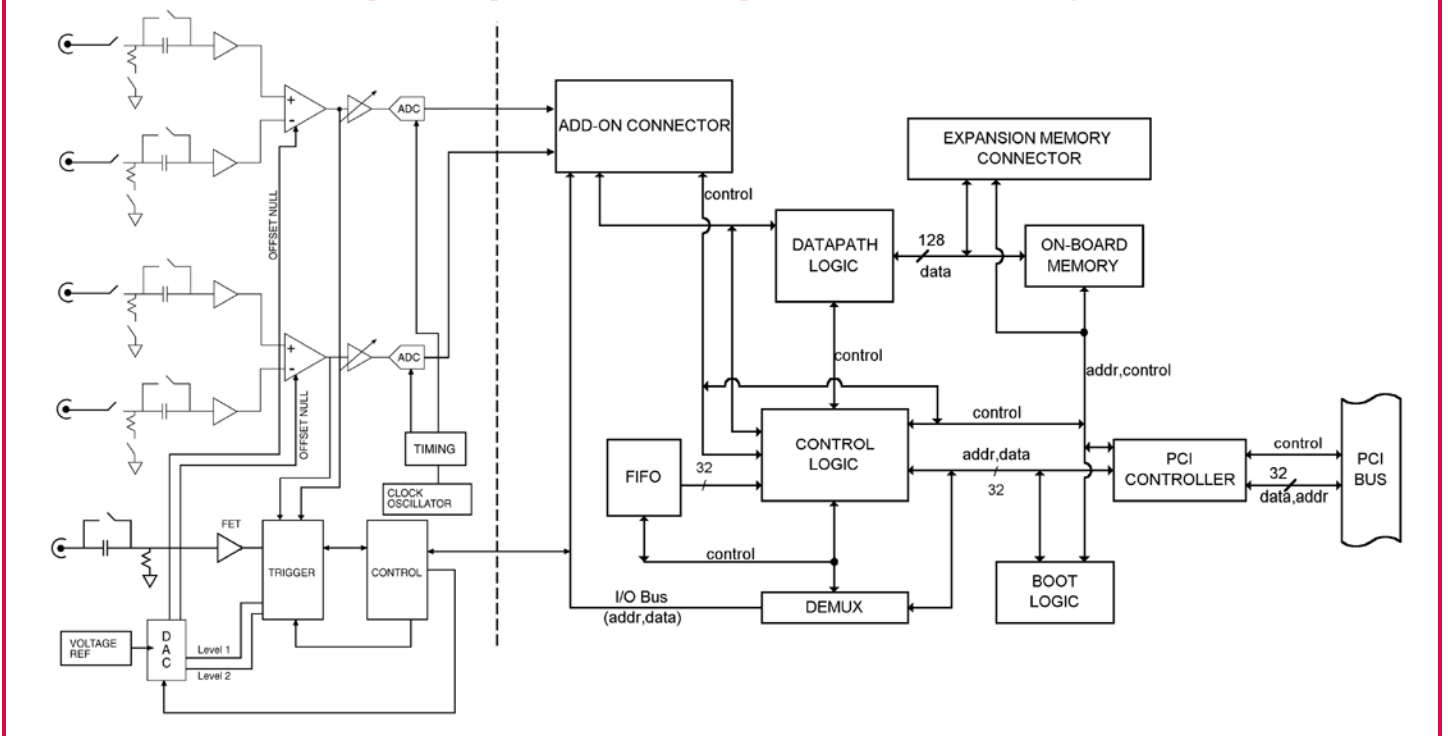 ADC
ADD-ON CONNECTOR
EXPANSION MEMORY
CONNECTOR
OFFSET NULL
control
DATAPATH
LOGIC
128
data
ON-BOARD
MEMORY
ADC
control
addr,control
OFFSET NULL
TIMING
CLOCK
OSCILLATOR
FIFO
32
CONTROL
LOGIC
control
addr,data
32
PCI
CONTROLLER
control
32
data,addr
PCI
BUS
FET
TRIGGER
CONTROL
control
I/O Bus
(addr,data)
DEMUX
BOOT
LOGIC
VOLTAGE
REF
D
A
C
Level 1
Level 2